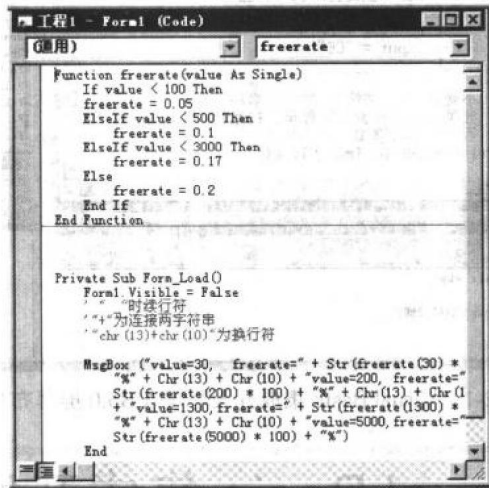 工程1 - Form1 (Code)
(通用)
freerate
Function freerate(value As Single)
If value < 100 Then
freerate = 0.05
ElseIf value < 500 Then
freerate = 0.1
ElseIf value < 3000 Then
freerate = 0.17
Else
freerate = 0.2
End If
End Function
Private Sub Form_Load()
Form1.Visible = False
' "_"时续行符
' "+"为连接两字符串
' "chr(13)+chr(10)"为换行符
MsgBox ("value=30, freerate=" + Str(freerate(30) *
"%" + Chr(13) + Chr(10) + "value=200, freerate="
Str(freerate(200) * 100) + "%" Chr(13) + Chr(1
+ "value=1300,freerate=" + Str(freerate(1300) *
"%" + Chr(13) + Chr(10) + "value=5000,freerate="
Str(freerate(5000) * 100) + "%")
End